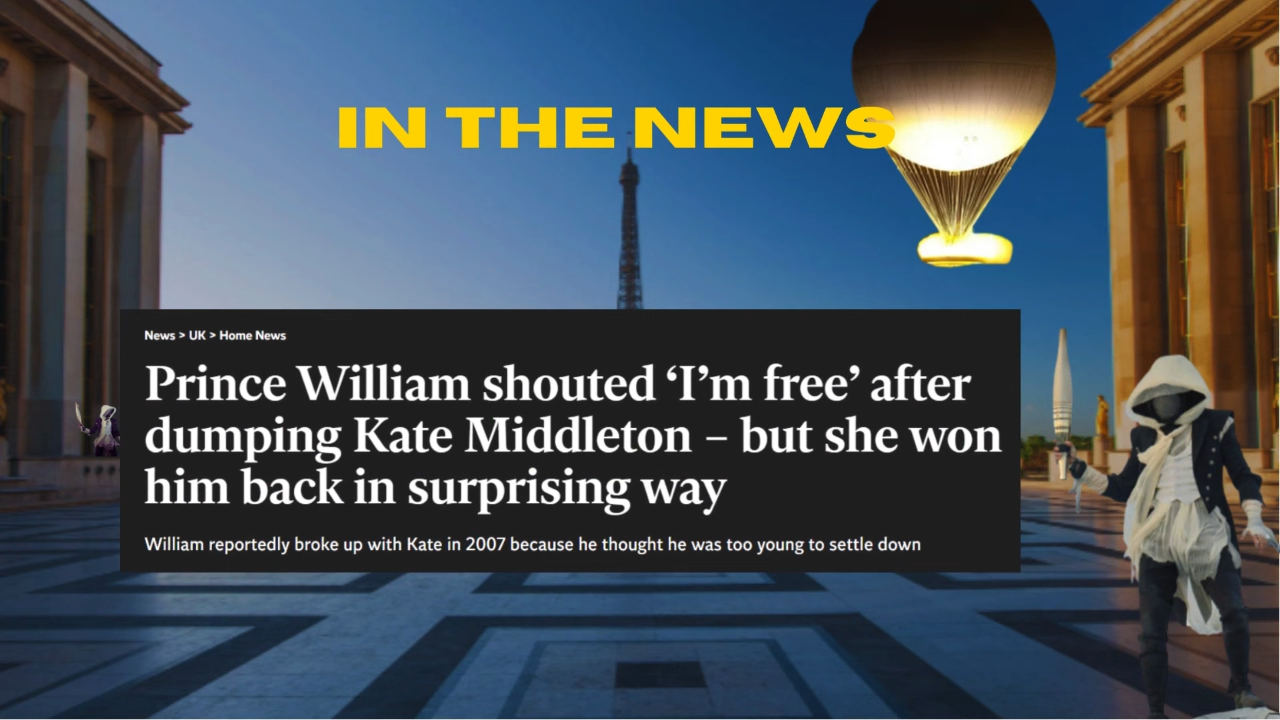 IN THE NEWS
News > UK > Home News
Prince William shouted ‘I’m free’ after
dumping Kate Middleton – but she won
him back in surprising way
William reportedly broke up with Kate in 2007 because he thought he was too young to settle down